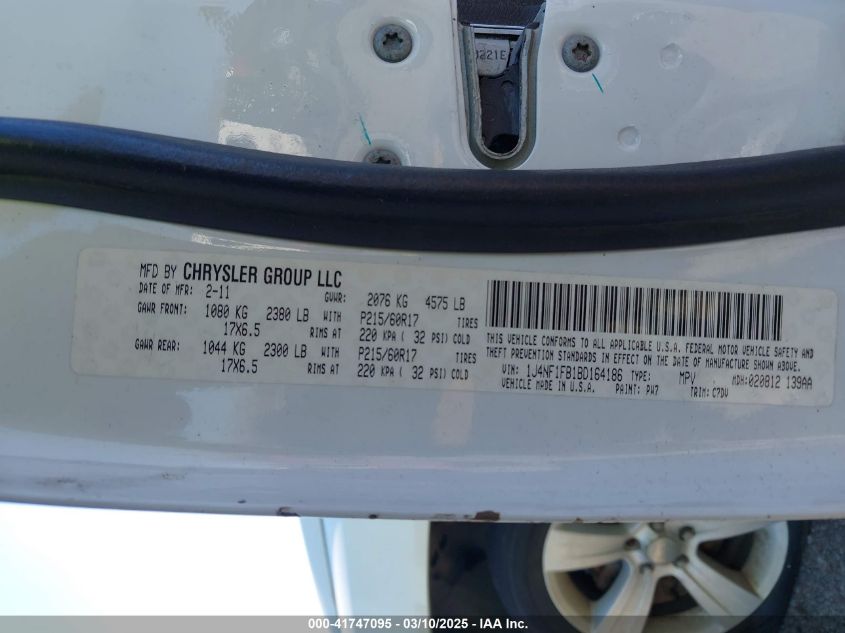 0221E
MFD BY CHRYSLER GROUP LLC
DATE OF MFR: 2-11 GVWR: 2076 KG 4575 LB
GAWR FRONT: 1080 KG 2380 LB WITH P215/60R17 TIRES
17X6.5 RIMS AT 220 KPA ( 32 PSI) COLD
GAWR REAR: 1044 KG 2300 LB WITH P215/60R17 TIRES
17X6.5 RIMS AT 220 KPA ( 32 PSI) COLD
THIS VEHICLE CONFORMS TO ALL APPLICABLE U.S.A. FEDERAL MOTOR VEHICLE SAFETY AND
THEFT PREVENTION STANDARDS IN EFFECT ON THE DATE OF MANUFACTURE SHOWN ABOVE.
VIN: 1J4NF1FB1BD164186 TYPE: MPV MDH:020812 139AA
VEHICLE MADE IN U.S.A. PAINT: PW7 TRIM: C7DV
000-41747095 - 03/10/2025 - IAA Inc.